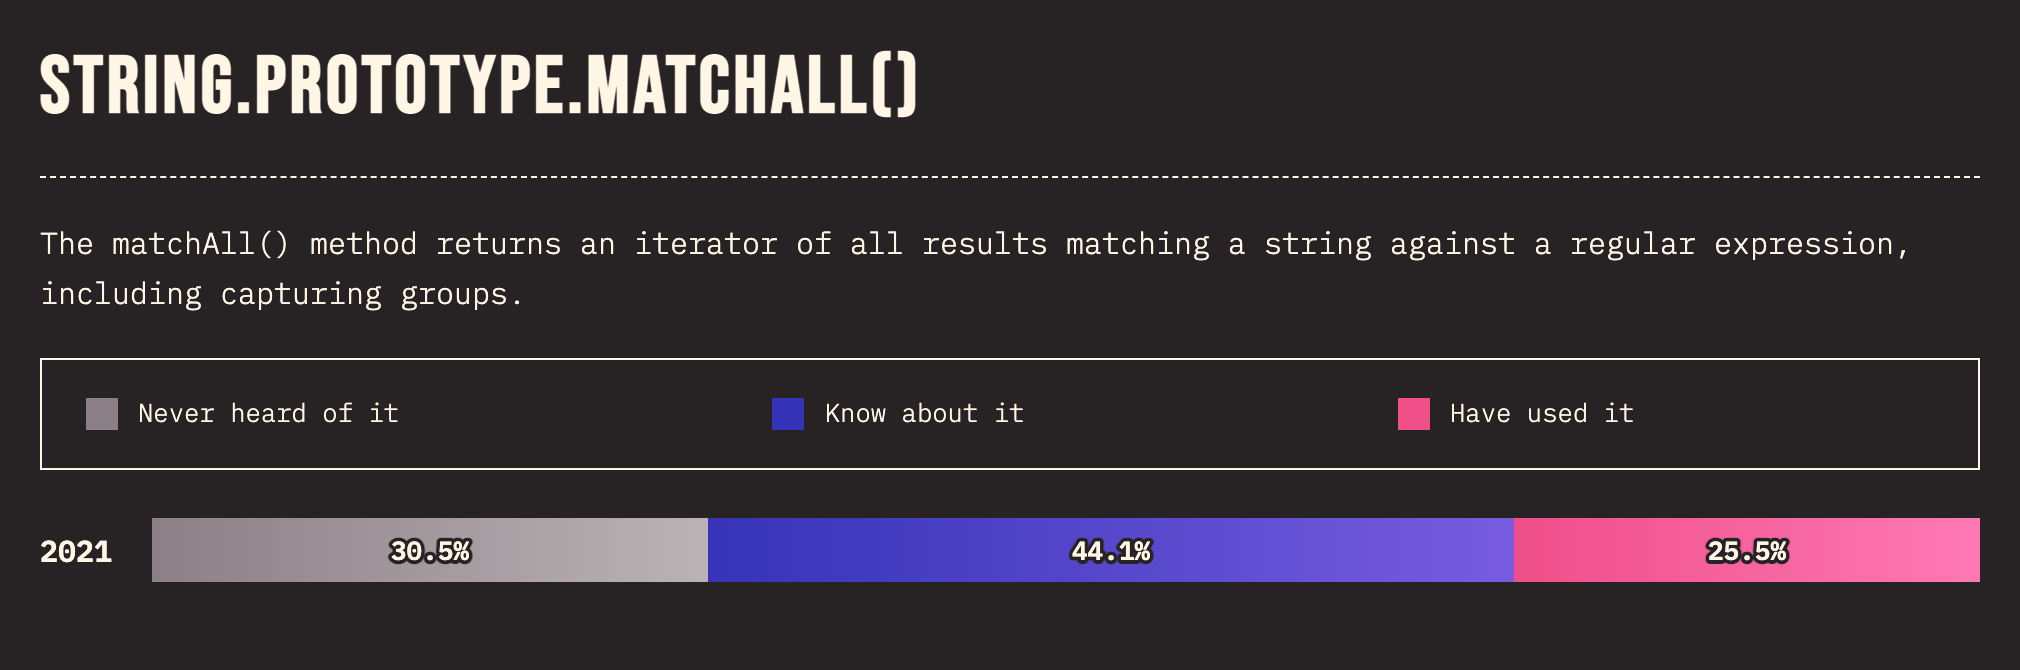 STRING.PROTOTYPE.MATCHALL()
The matchAll() method returns an iterator of all results matching a string against a regular expression,
including capturing groups.
Never heard of it
Know about it
Have used it
2021
30.5%
44.1%
25.5%